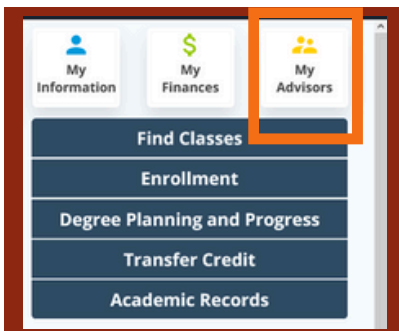 My
Information
$
My
Finances
My
Advisors
Find Classes
Enrollment
Degree Planning and Progress
Transfer Credit
Academic Records